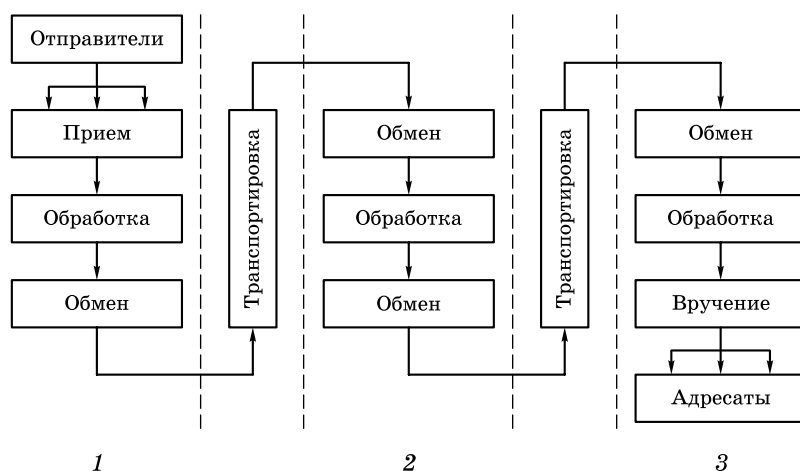 Отправители
Прием
Обработка
Обмен
Транспортировка
Обмен
Обработка
Обмен
Транспортировка
Обмен
Обработка
Вручение
Адресаты
1
2
3